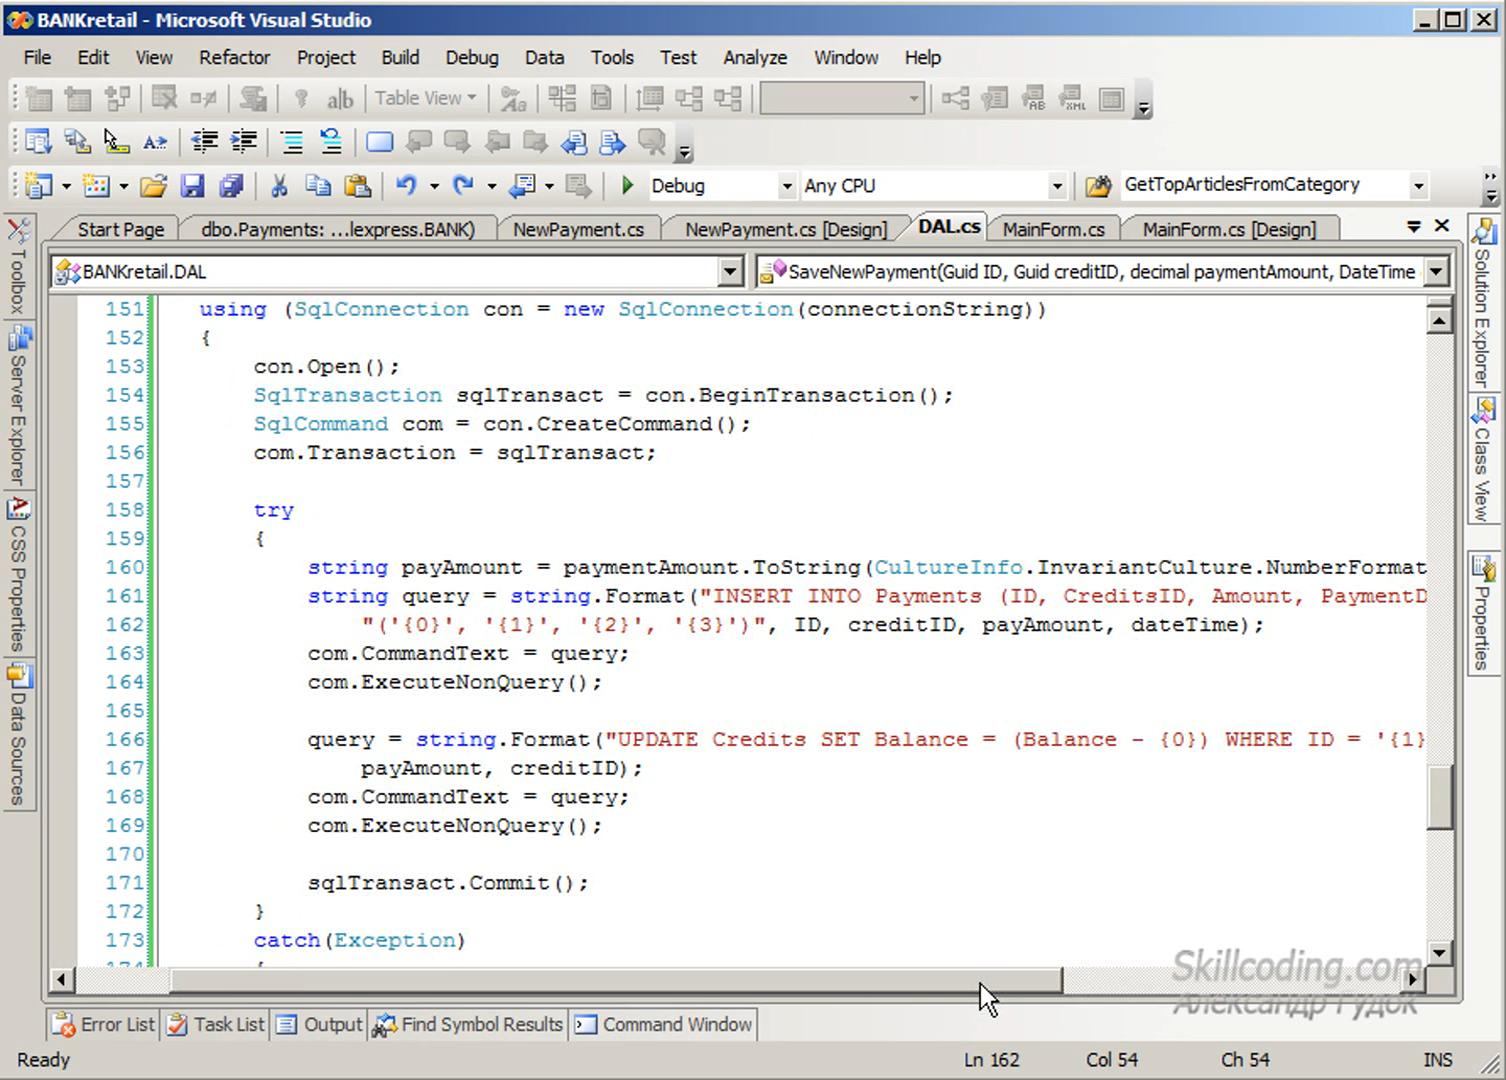 BANKretail - Microsoft Visual Studio
File Edit View Refactor Project Build Debug Data Tools Test Analyze Window Help
Table View
Debug Any CPU GetTopArticlesFromCategory
Start Page dbo.Payments: ...lexpress.BANK) NewPayment.cs NewPayment.cs [Design] DAL.cs MainForm.cs MainForm.cs [Design]
BANKretail.DAL SaveNewPayment(Guid ID, Guid creditID, decimal paymentAmount, DateTime
Toolbox
Server Explorer
CSS Properties
Data Sources
151 using (SqlConnection con = new SqlConnection(connectionString))
152 {
153 con.Open();
154 SqlTransaction sqlTransact = con.BeginTransaction();
155 SqlCommand com = con.CreateCommand();
156 com.Transaction = sqlTransact;
157
158 try
159 {
160 string payAmount = paymentAmount.ToString(CultureInfo.InvariantCulture.NumberFormat
161 string query = string.Format("INSERT INTO Payments (ID, CreditsID, Amount, PaymentD
162 "('{0}', '{1}', '{2}', '{3}')", ID, creditID, payAmount, dateTime);
163 com.CommandText = query;
164 com.ExecuteNonQuery();
165
166 query = string.Format("UPDATE Credits SET Balance = (Balance - {0}) WHERE ID = '{1}
167 payAmount, creditID);
168 com.CommandText = query;
169 com.ExecuteNonQuery();
170
171 sqlTransact.Commit();
172 }
173 catch(Exception)
Solution Explorer
Class View
Properties
Skillcoding.com
Александр Гудок
Error List Task List Output Find Symbol Results Command Window
Ready Ln 162 Col 54 Ch 54 INS